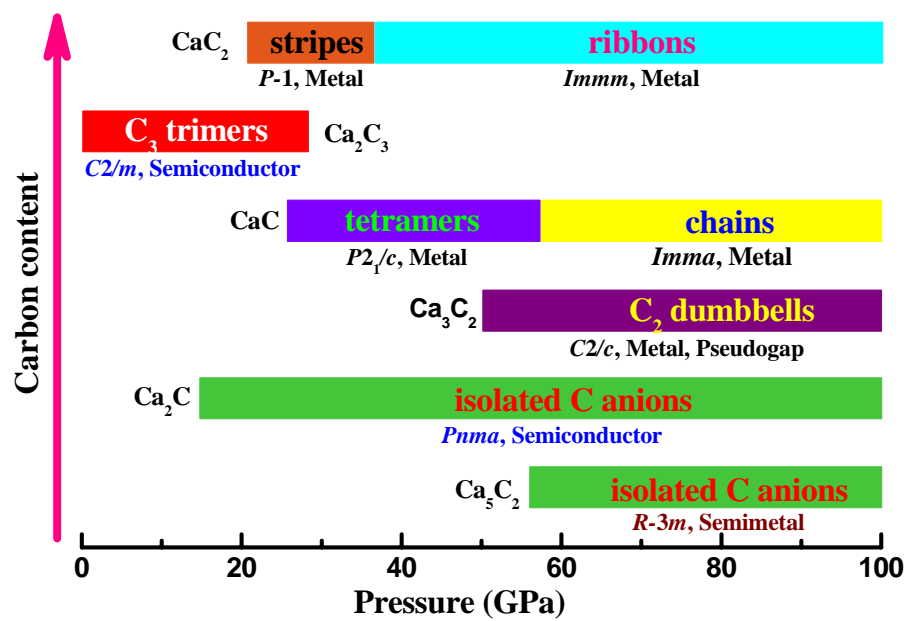 CaC₂ stripes ribbons
P-1, Metal Immm, Metal
C₃ trimers Ca₂C₃
C2/m, Semiconductor
CaC tetramers chains
P2₁/c, Metal Imma, Metal
Ca₃C₂ C₂ dumbbells
C2/c, Metal, Pseudogap
Ca₂C isolated C anions
Pnma, Semiconductor
Ca₅C₂ isolated C anions
R-3m, Semimetal
Carbon content
0 20 40 60 80 100
Pressure (GPa)